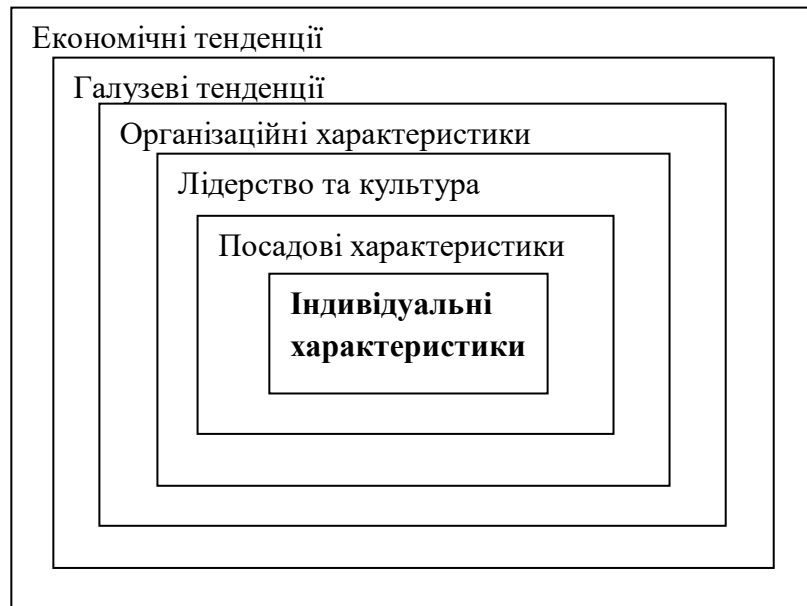 Економічні тенденції
Галузеві тенденції
Організаційні характеристики
Лідерство та культура
Посадові характеристики
Індивідуальні
характеристики